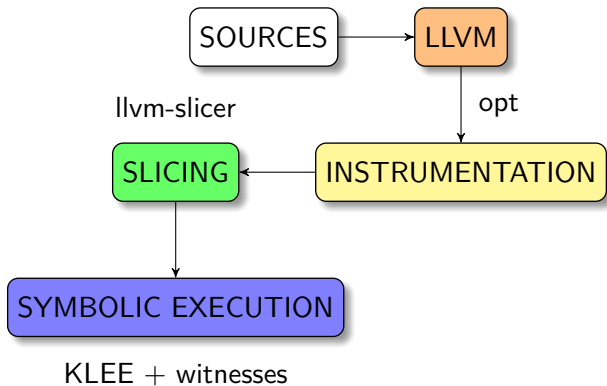 SOURCES
LLVM
opt
llvm-slicer
SLICING
INSTRUMENTATION
SYMBOLIC EXECUTION
KLEE + witnesses